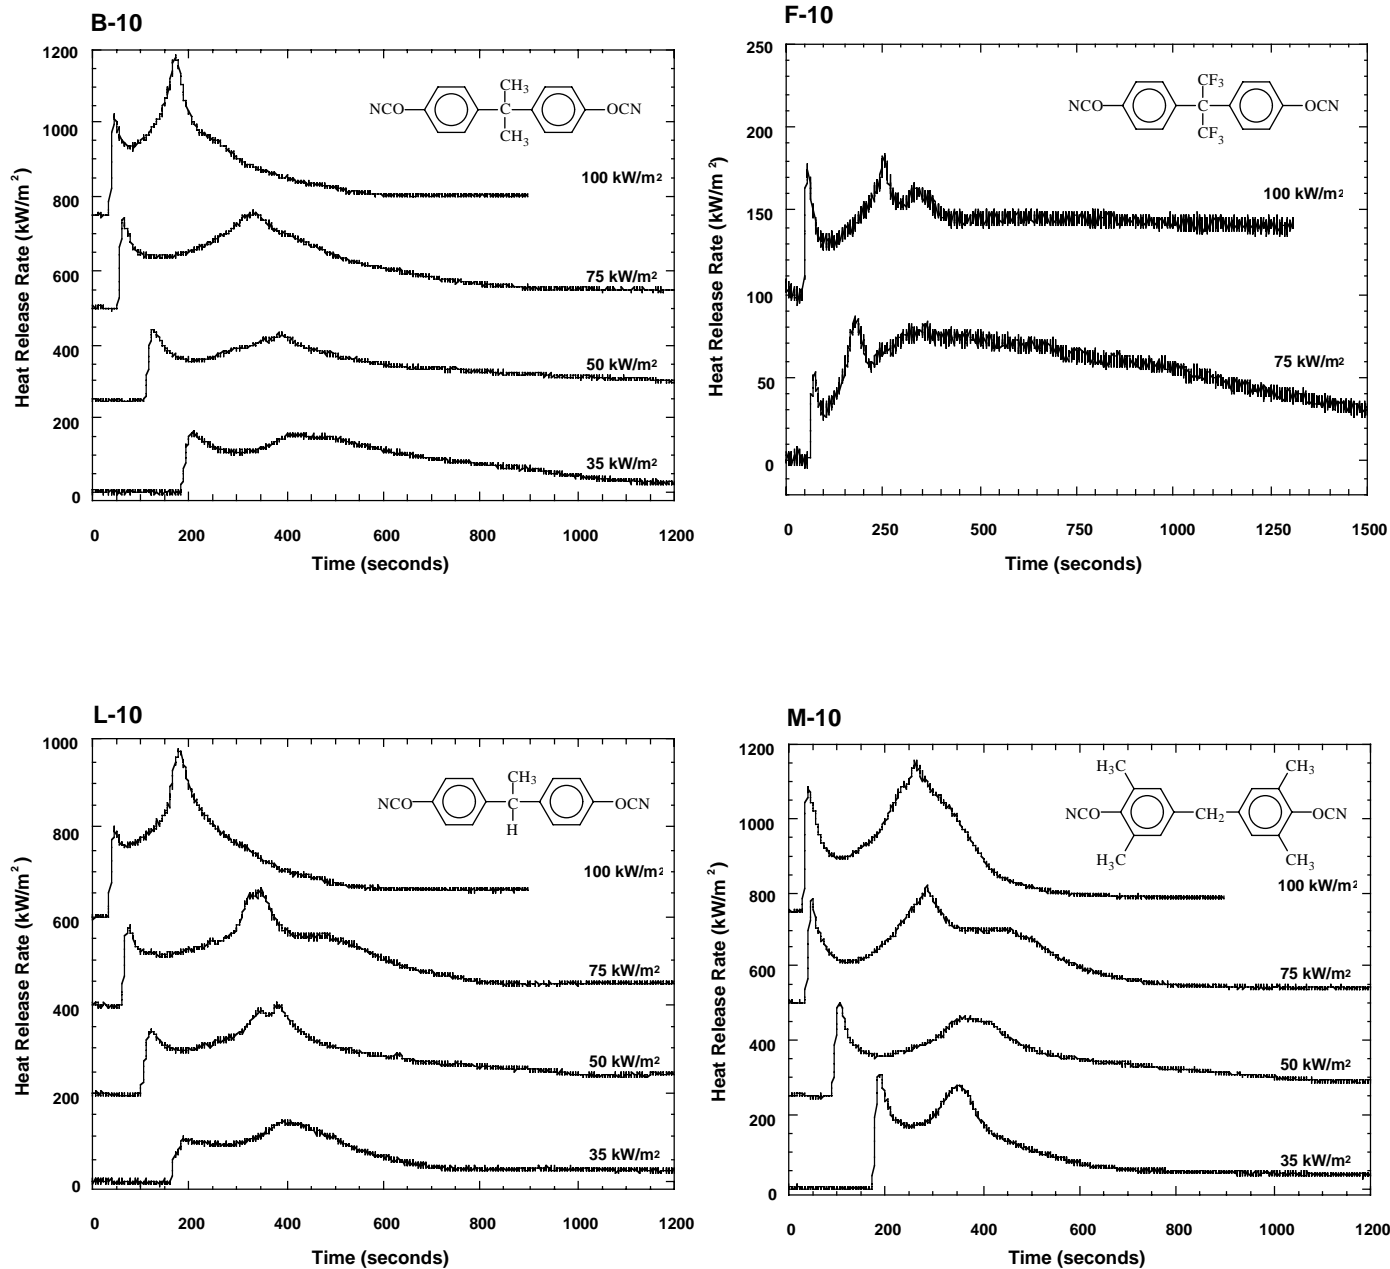 B-10
1200
1000
800
600
400
200
0
Heat Release Rate (kW/m2)
CH3
NCO C OCN
CH3
100 kW/m2
75 kW/m2
50 kW/m2
35 kW/m2
0 200 400 600 800 1000 1200
Time (seconds)
F-10
250
200
150
100
50
0
Heat Release Rate (kW/m2)
CF3
NCO C OCN
CF3
100 kW/m2
75 kW/m2
0 250 500 750 1000 1250 1500
Time (seconds)
L-10
1000
800
600
400
200
0
Heat Release Rate (kW/m2)
CH3
NCO C OCN
H
100 kW/m2
75 kW/m2
50 kW/m2
35 kW/m2
0 200 400 600 800 1000 1200
Time (seconds)
M-10
1200
1000
800
600
400
200
0
Heat Release Rate (kW/m2)
H3C CH3
NCO CH2 OCN
H3C CH3
100 kW/m2
75 kW/m2
50 kW/m2
35 kW/m2
0 200 400 600 800 1000 1200
Time (seconds)